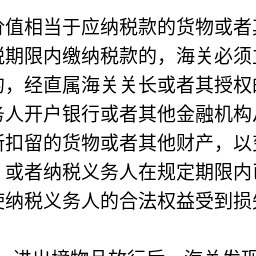 价值相当于应纳税款的货物或者
税期限内缴纳税款的，海关必须
的，经直属海关关长或者其授权
务人开户银行或者其他金融机构
所扣留的货物或者其他财产，以
，或者纳税义务人在规定期限内
使纳税义务人的合法权益受到损
进出境物品放行后，海关发现